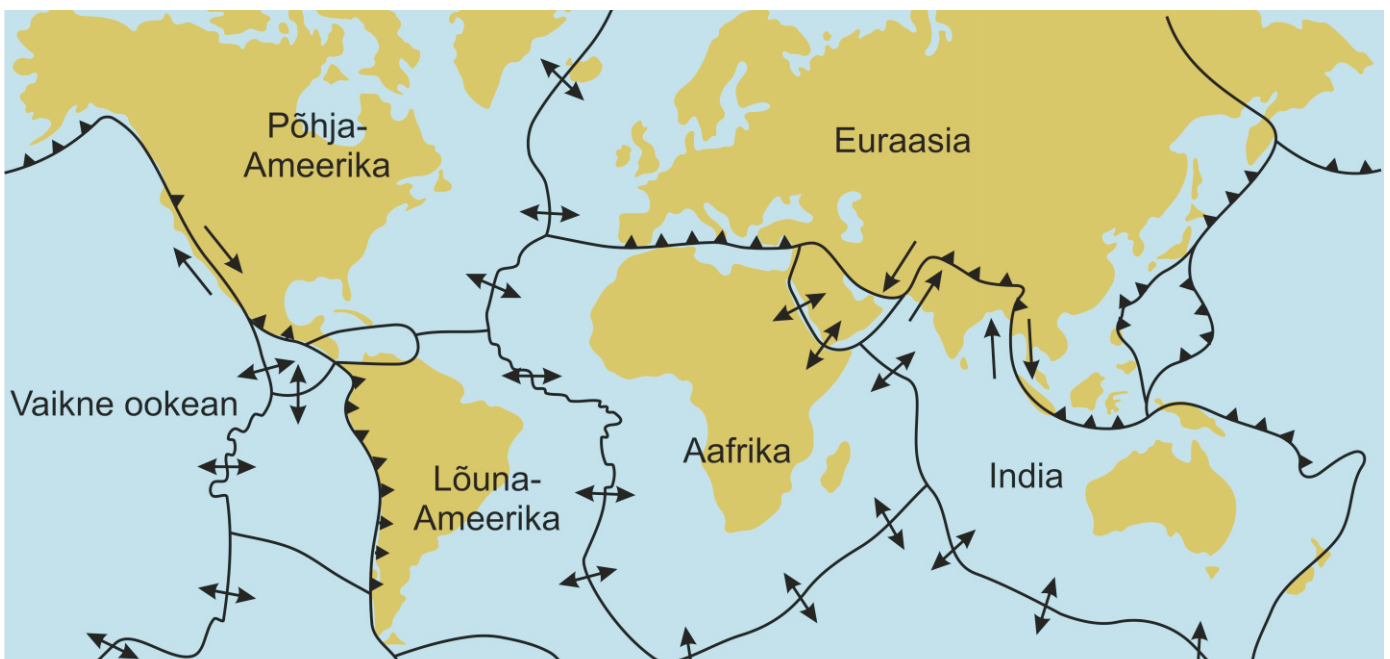 Põhja-
Ameerika
Euraasia
Vaikne ookean
Lõuna-
Ameerika
Aafrika
India